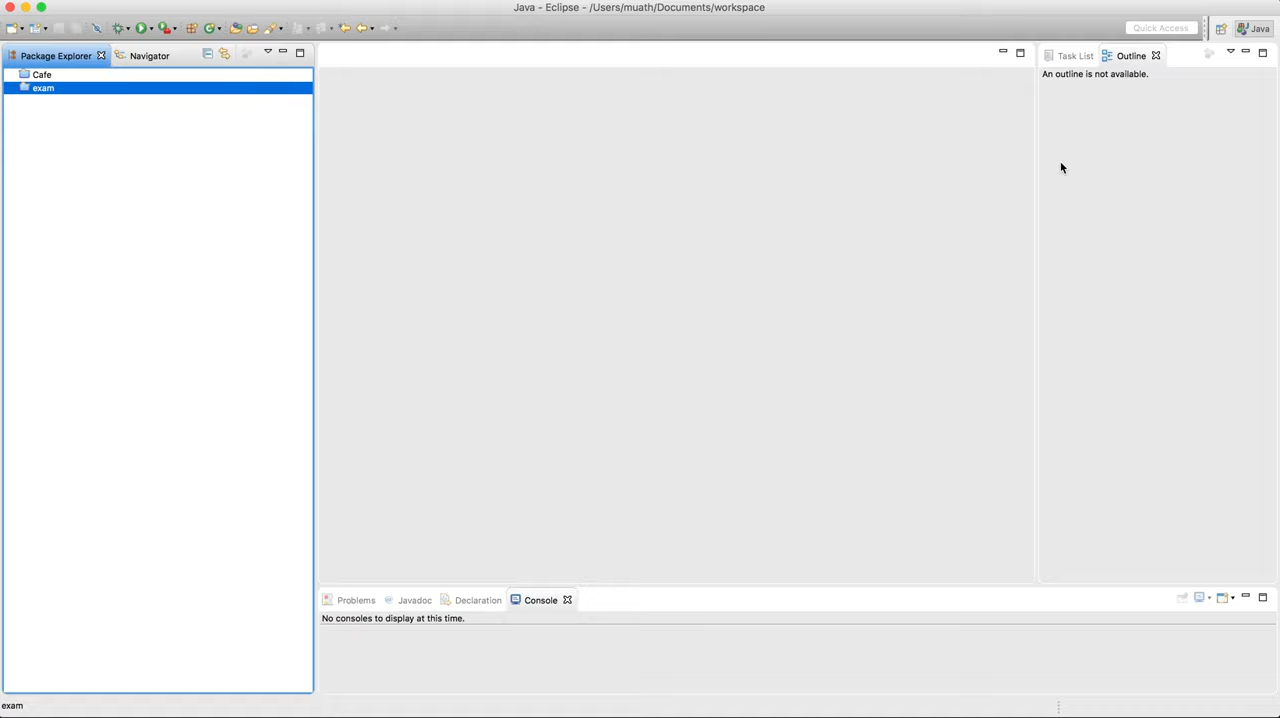 Java - Eclipse - /Users/muath/Documents/workspace
Quick Access
Java
Package Explorer
Navigator
Task List
Outline
Cafe
exam
An outline is not available.
Problems
Javadoc
Declaration
Console
No consoles to display at this time.
exam